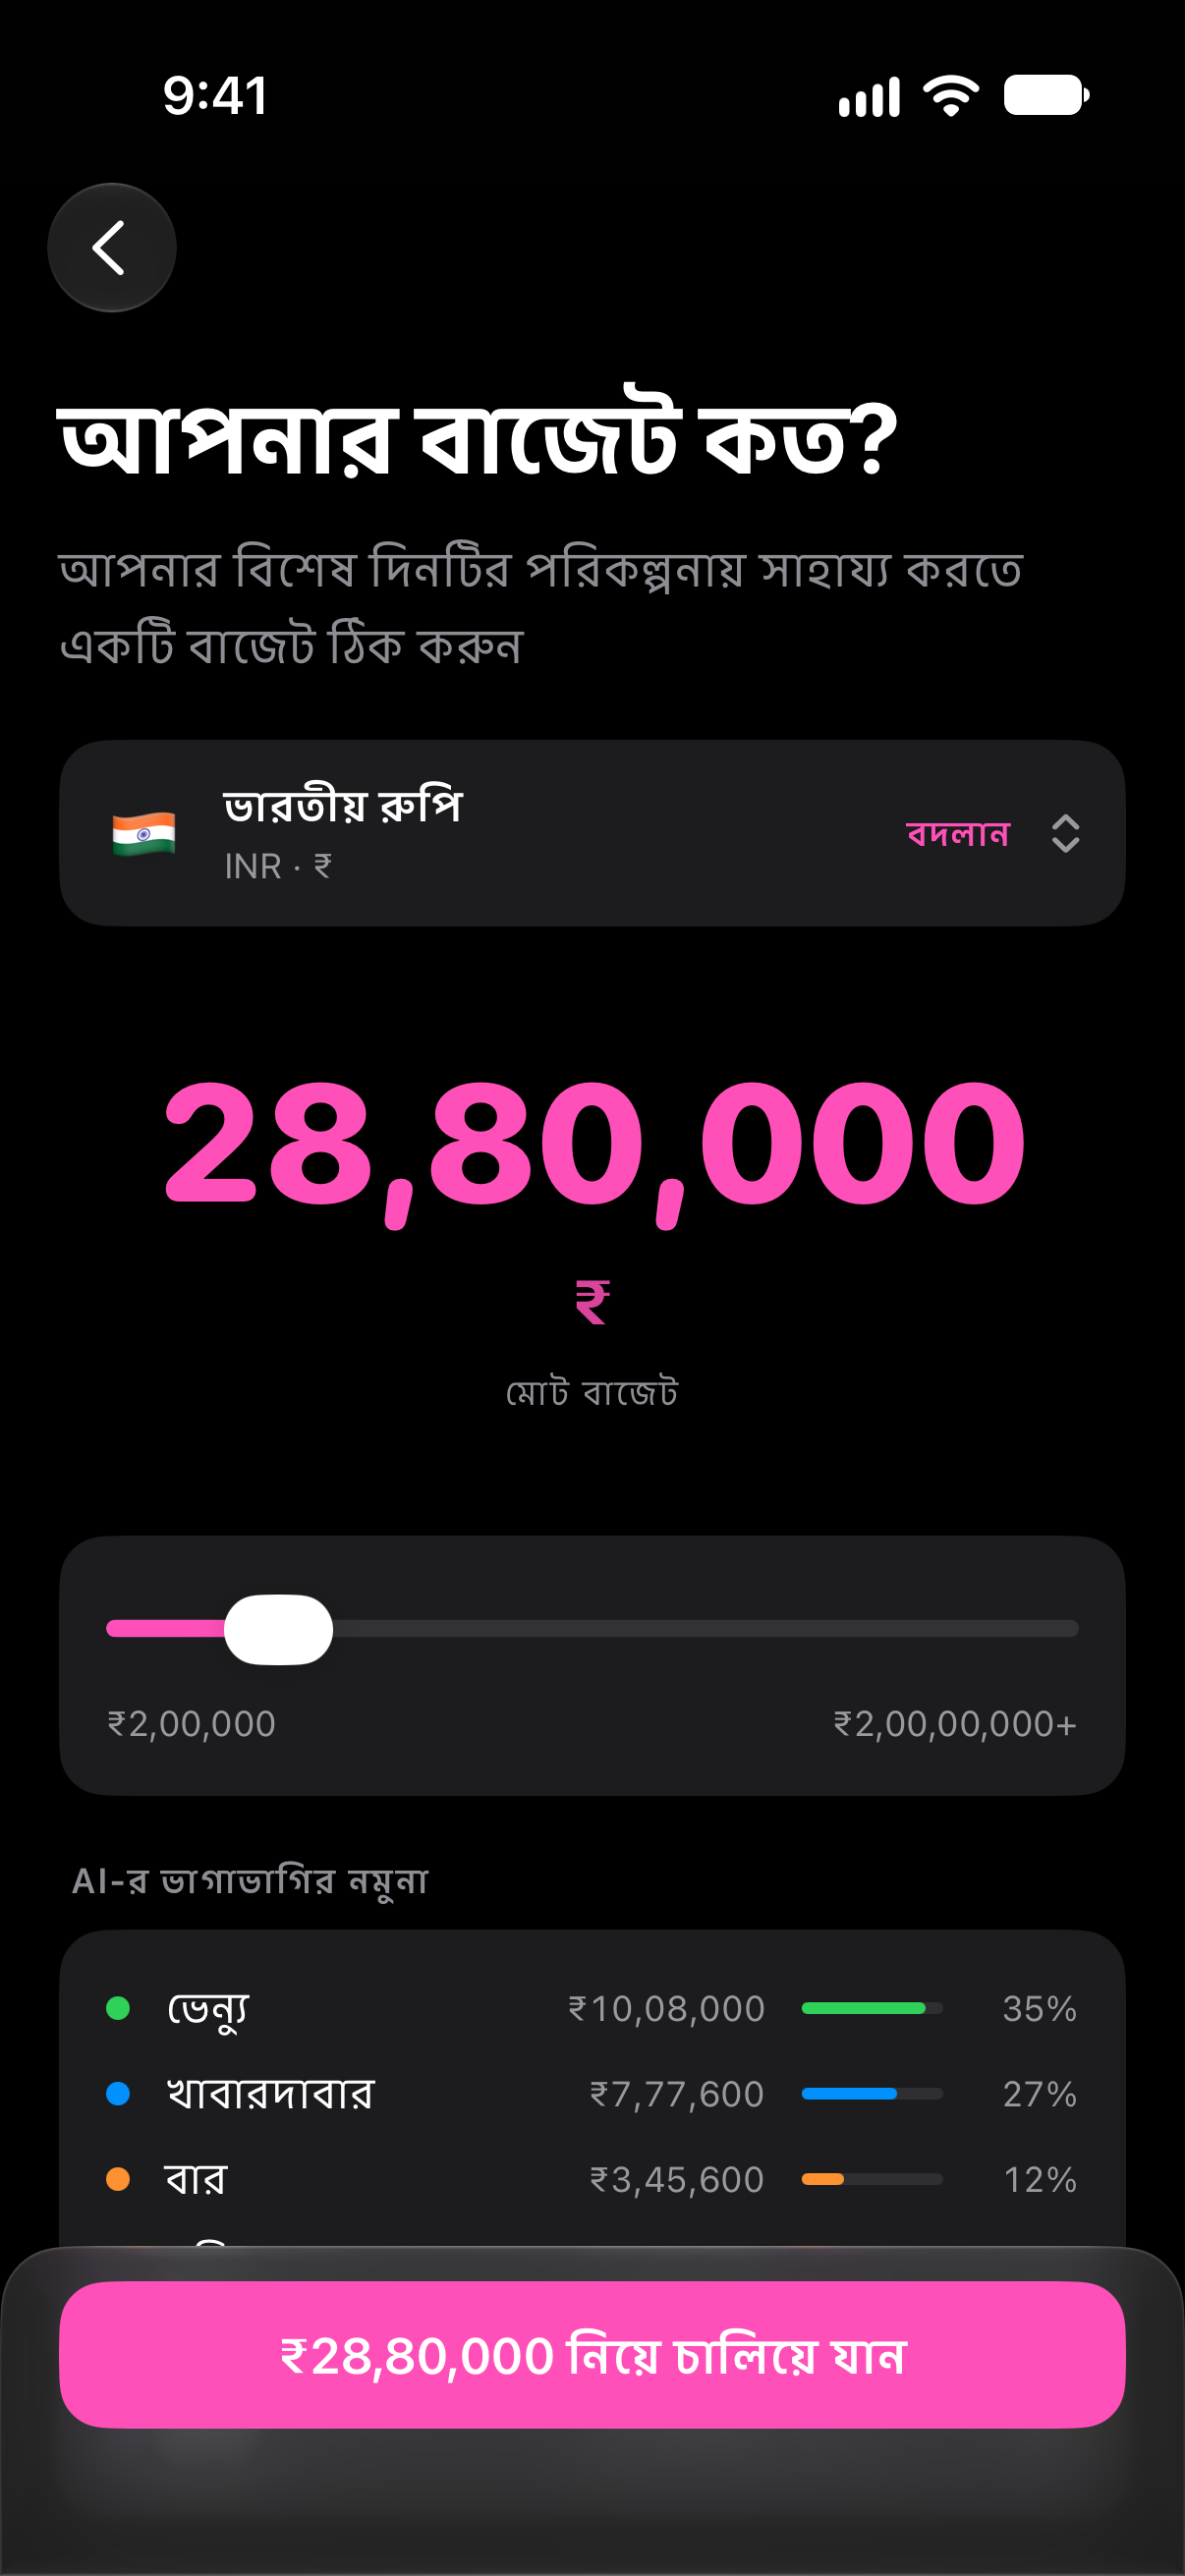 9:41
আপনার বাজেট কত?
আপনার বিশেষ দিনটির পরিকল্পনায় সাহায্য করতে
একটি বাজেট ঠিক করুন
ভারতীয় রুপি
INR · ₹
বদলান
28,80,000
₹
মোট বাজেট
₹2,00,000
₹2,00,00,000+
AI-র ভাগাভাগির নমুনা
ভেন্যু ₹10,08,000 35%
খাবারদাবার ₹7,77,600 27%
বার ₹3,45,600 12%
₹28,80,000 নিয়ে চালিয়ে যান